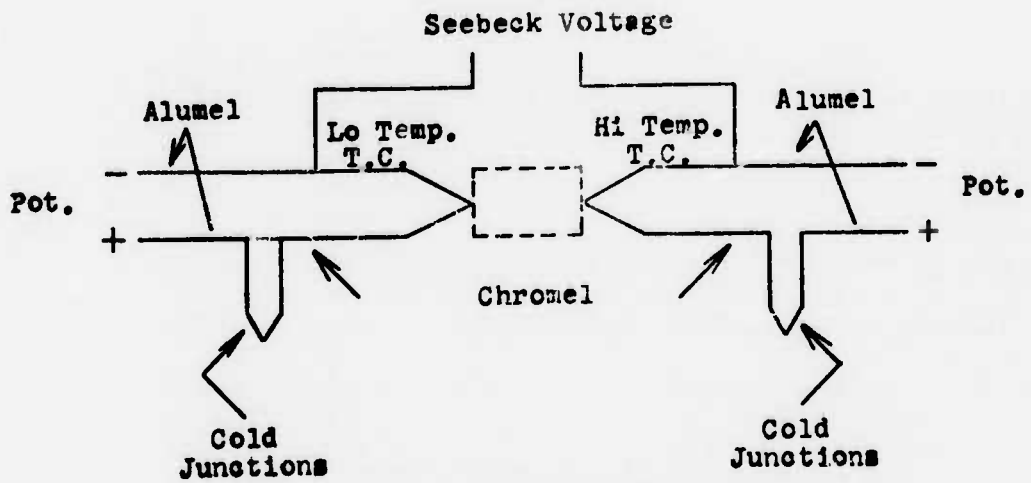 Seebeck Voltage
Alumel
Alumel
Lo Temp.
T.C.
Hi Temp.
T.C.
-
-
Pot.
Pot.
+
+
Chromel
Cold
Junctions
Cold
Junctions